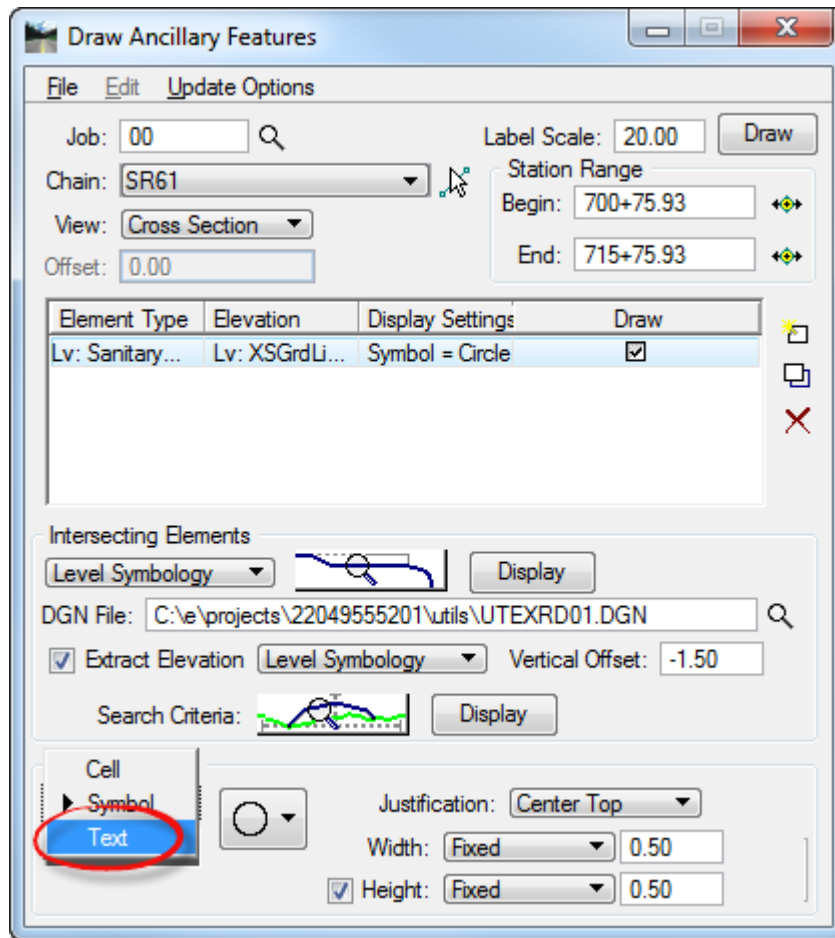 Draw Ancillary Features
File Edit Update Options
Job: 00 Label Scale: 20.00 Draw
Chain: SR61 Station Range
View: Cross Section Begin: 700+75.93
Offset: 0.00 End: 715+75.93
Element Type Elevation Display Settings Draw
Lv: Sanitary... Lv: XSGrdLi... Symbol = Circle
Intersecting Elements
Level Symbology Display
DGN File: C:\e\projects\22049555201\utils\UTEXRD01.DGN
Extract Elevation Level Symbology Vertical Offset: -1.50
Search Criteria: Display
Cell
Symbol Justification: Center Top
Text Width: Fixed 0.50
Height: Fixed 0.50